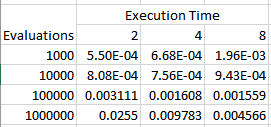 Execution Time
Evaluations 2 4 8
1000 5.50E-04 6.68E-04 1.96E-03
10000 8.08E-04 7.56E-04 9.43E-04
100000 0.003111 0.001608 0.001559
1000000 0.0255 0.009783 0.004566